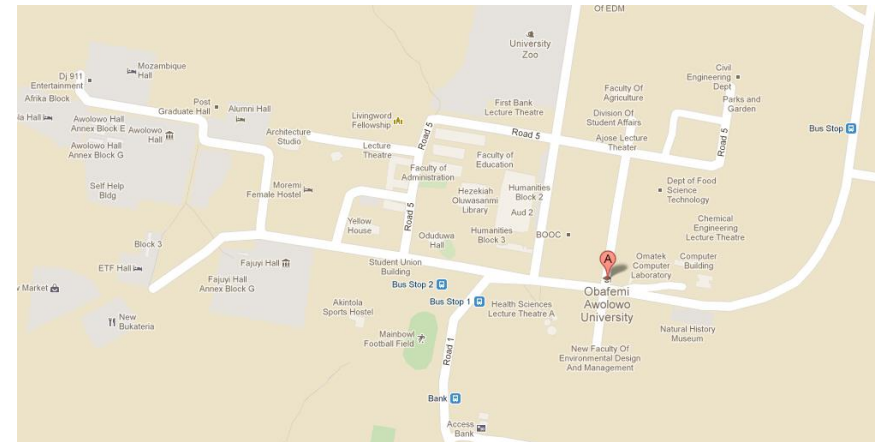 Of EDM
University
Zoo
Mozambique
Hall
Dj 911
Entertainment
Afrika Block
Post
Graduate Hall
Alumni Hall
ia Hall
Awolowo Hall
Annex Block E
Awolowo
Hall
Awolowo Hall
Annex Block G
Self Help
Bldg
Architecture
Studio
Livingword
Fellowship
Lecture
Theatre
First Bank
Lecture Theatre
Road 5
Road 5
Faculty Of
Agriculture
Division Of
Student Affairs
Ajose Lecture
Theater
Civil
Engineering
Dept
Parks and
Garden
Road 5
Bus Stop
Faculty of
Education
Faculty of
Administration
Moremi
Female Hostel
Hezekiah
Oluwasanmi
Library
Humanities
Block 2
Aud 2
Dept of Food
Science
Technology
Road 5
Yellow
House
Oduduwa
Hall
Humanities
Block 3
BOOC
Chemical
Engineering
Lecture Theatre
Block 3
ETF Hall
Fajuyi Hall
Fajuyi Hall
Annex Block G
Student Union
Building
Bus Stop 2
Bus Stop 1
A
Omatek
Computer
Laboratory
Computer
Building
Obafemi
Awolowo
University
y Market
New
Bukateria
Akintola
Sports Hostel
Health Sciences
Lecture Theatre A
Mainbowl
Football Field
Road 1
Natural History
Museum
New Faculty Of
Environmental Design
And Management
Bank
Access
Bank